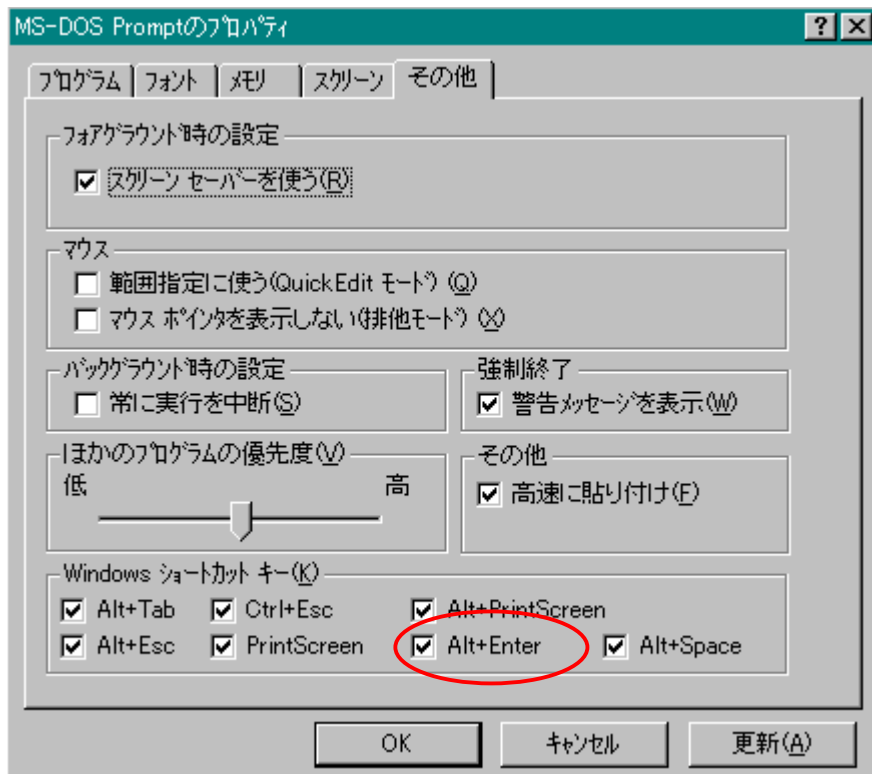 MS-DOS Promptのﾌﾟﾛﾊﾟﾃｨ
ﾌﾟﾛｸﾞﾗﾑ ﾌｫﾝﾄ ﾒﾓﾘ ｽｸﾘｰﾝ その他
ﾌｫｱｸﾞﾗｳﾝﾄﾞ時の設定
ｽｸﾘｰﾝ ｾｰﾊﾞｰを使う(R)
ﾏｳｽ
範囲指定に使う(QuickEdit ﾓｰﾄﾞ) (Q)
ﾏｳｽ ﾎﾟｲﾝﾀを表示しない(排他ﾓｰﾄﾞ) (X)
ﾊﾞｯｸｸﾞﾗｳﾝﾄﾞ時の設定
常に実行を中断(S)
強制終了
警告ﾒｯｾｰｼﾞを表示(W)
ほかのﾌﾟﾛｸﾞﾗﾑの優先度(V)
低 高
その他
高速に貼り付け(F)
Windows ｼｮｰﾄｶｯﾄ ｷｰ(K)
Alt+Tab Ctrl+Esc Alt+PrintScreen
Alt+Esc PrintScreen Alt+Enter Alt+Space
OK ｷｬﾝｾﾙ 更新(A)